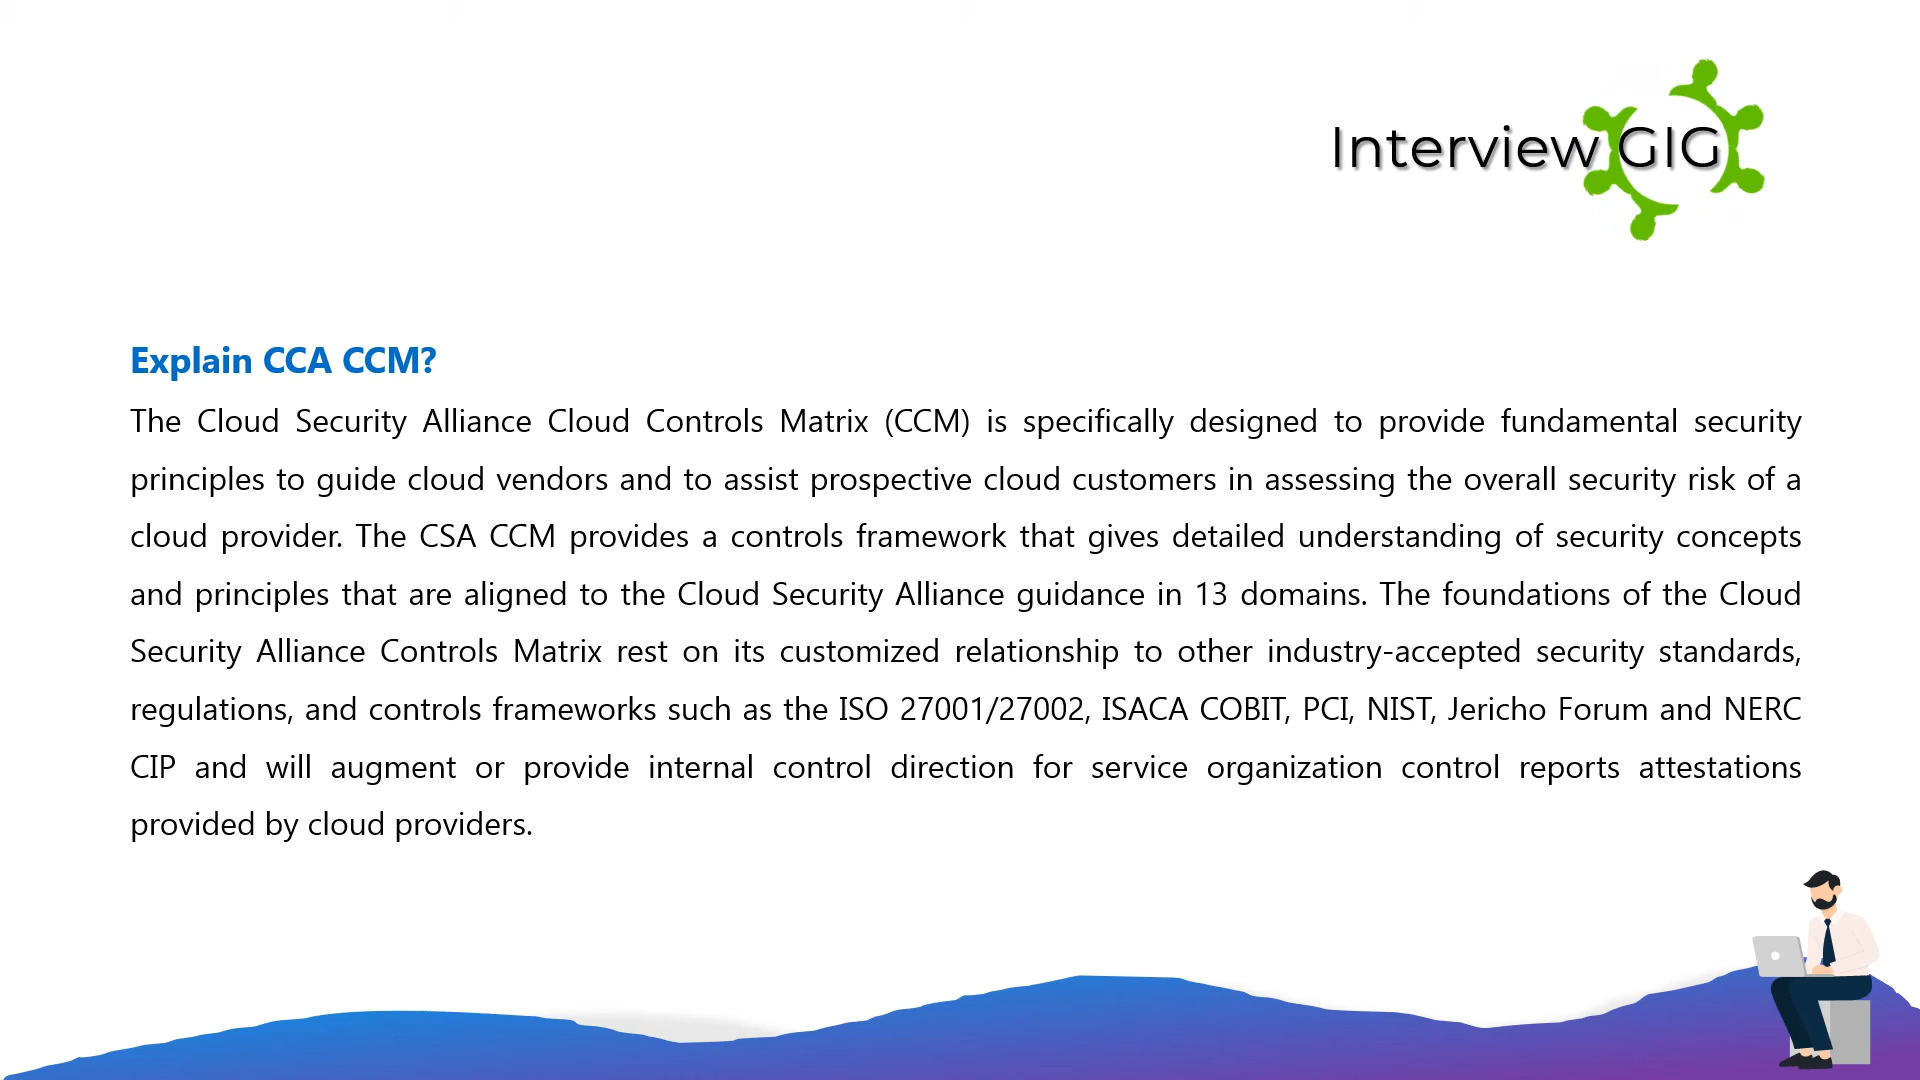 Interview GIG
Explain CCA CCM?
The Cloud Security Alliance Cloud Controls Matrix (CCM) is specifically designed to provide fundamental security
principles to guide cloud vendors and to assist prospective cloud customers in assessing the overall security risk of a
cloud provider. The CSA CCM provides a controls framework that gives detailed understanding of security concepts
and principles that are aligned to the Cloud Security Alliance guidance in 13 domains. The foundations of the Cloud
Security Alliance Controls Matrix rest on its customized relationship to other industry-accepted security standards,
regulations, and controls frameworks such as the ISO 27001/27002, ISACA COBIT, PCI, NIST, Jericho Forum and NERC
CIP and will augment or provide internal control direction for service organization control reports attestations
provided by cloud providers.